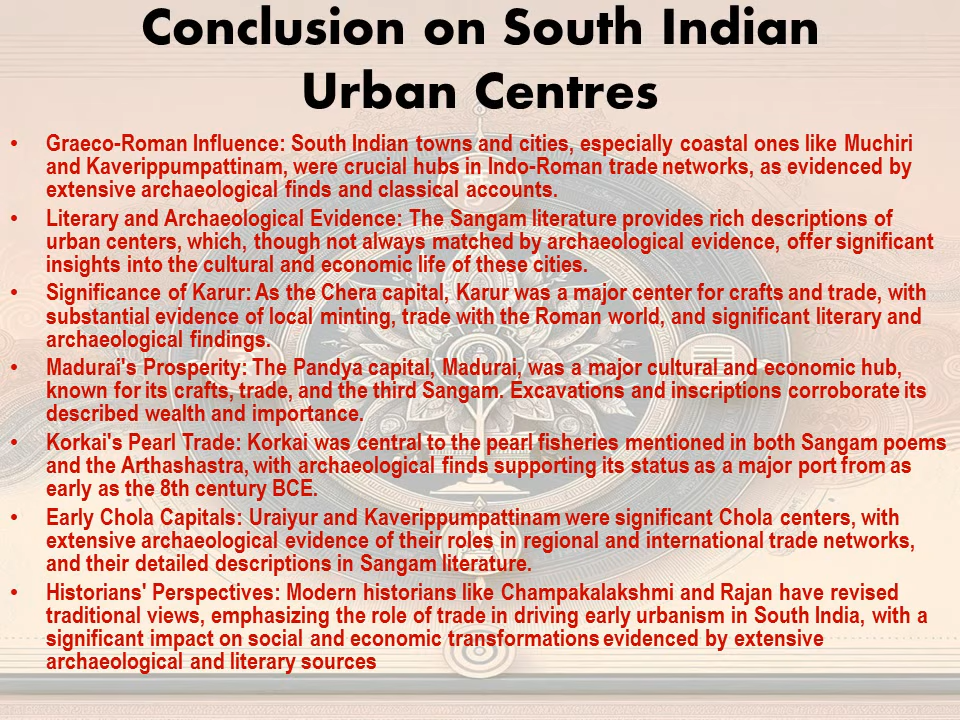 Conclusion on South Indian
Urban Centres
• Graeco-Roman Influence: South Indian towns and cities, especially coastal ones like Muchiri
and Kaverippumpattinam, were crucial hubs in Indo-Roman trade networks, as evidenced by
extensive archaeological finds and classical accounts.
• Literary and Archaeological Evidence: The Sangam literature provides rich descriptions of
urban centers, which, though not always matched by archaeological evidence, offer significant
insights into the cultural and economic life of these cities.
• Significance of Karur: As the Chera capital, Karur was a major center for crafts and trade, with
substantial evidence of local minting, trade with the Roman world, and significant literary and
archaeological findings.
• Madurai's Prosperity: The Pandya capital, Madurai, was a major cultural and economic hub,
known for its crafts, trade, and the third Sangam. Excavations and inscriptions corroborate its
described wealth and importance.
• Korkai's Pearl Trade: Korkai was central to the pearl fisheries mentioned in both Sangam poems
and the Arthashastra, with archaeological finds supporting its status as a major port from as
early as the 8th century BCE.
• Early Chola Capitals: Uraiyur and Kaverippumpattinam were significant Chola centers, with
extensive archaeological evidence of their roles in regional and international trade networks,
and their detailed descriptions in Sangam literature.
• Historians' Perspectives: Modern historians like Champakalakshmi and Rajan have revised
traditional views, emphasizing the role of trade in driving early urbanism in South India, with a
significant impact on social and economic transformations evidenced by extensive
archaeological and literary sources